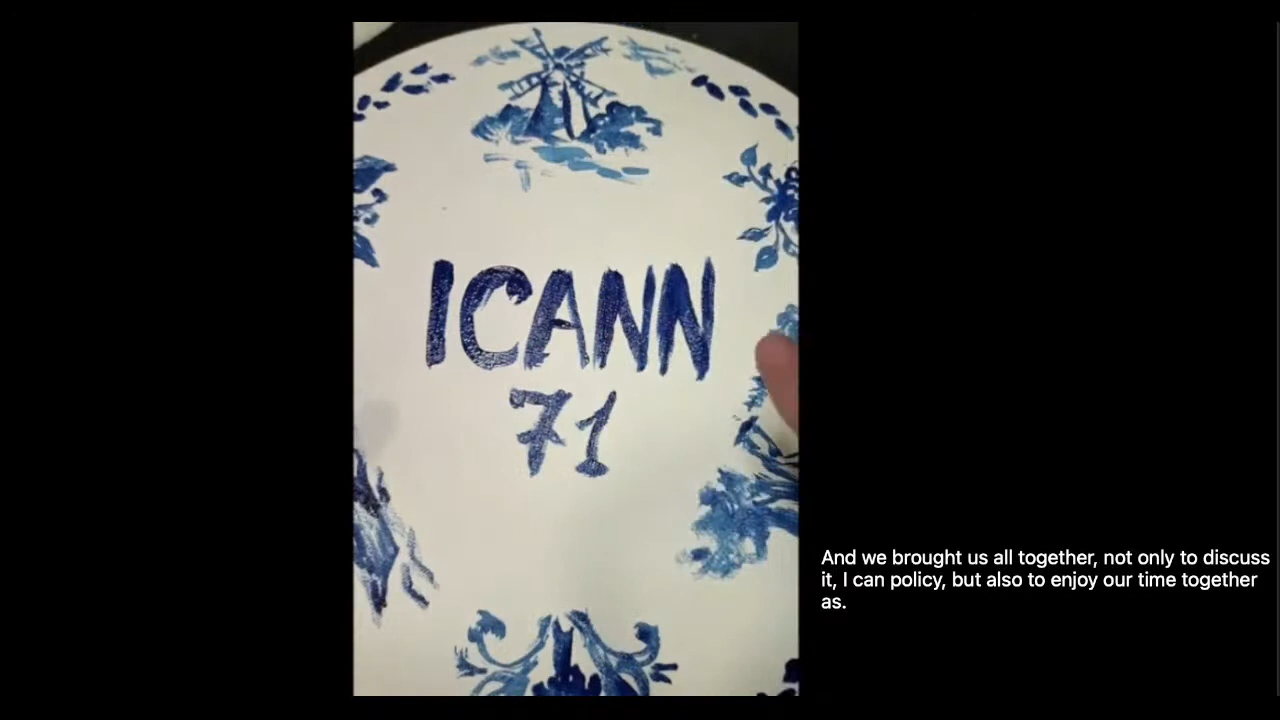 ICANN
71
And we brought us all together, not only to discuss
it, I can policy, but also to enjoy our time together
as.